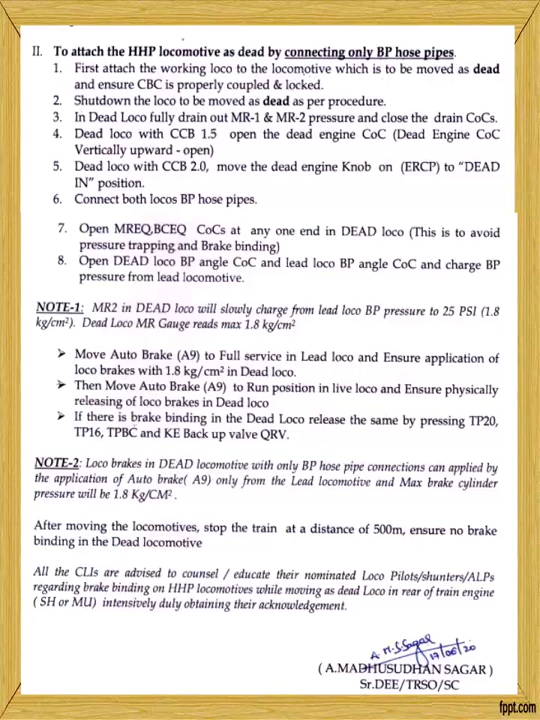 II. To attach the HHP locomotive as dead by connecting only BP hose pipes.
1. First attach the working loco to the locomotive which is to be moved as dead
and ensure CBC is properly coupled & locked.
2. Shutdown the loco to be moved as dead as per procedure.
3. In Dead Loco fully drain out MR-1 & MR-2 pressure and close the drain CoCs.
4. Dead loco with CCB 1.5 open the dead engine CoC (Dead Engine CoC
Vertically upward - open)
5. Dead loco with CCB 2.0, move the dead engine Knob on (ERCP) to "DEAD
IN" position.
6. Connect both locos BP hose pipes.
7. Open MREQ,BCEQ CoCs at any one end in DEAD loco (This is to avoid
pressure trapping and Brake binding)
8. Open DEAD loco BP angle CoC and lead loco BP angle CoC and charge BP
pressure from lead locomotive.
NOTE-1: MR2 in DEAD loco will slowly charge from lead loco BP pressure to 25 PSI (1.8
kg/cm²). Dead Loco MR Gauge reads max 1.8 kg/cm²
➢ Move Auto Brake (A9) to Full service in Lead loco and Ensure application of
loco brakes with 1.8 kg/cm² in Dead loco.
➢ Then Move Auto Brake (A9) to Run position in live loco and Ensure physically
releasing of loco brakes in Dead loco
➢ If there is brake binding in the Dead Loco release the same by pressing TP20,
TP16, TPBC and KE Back up valve QRV.
NOTE-2: Loco brakes in DEAD locomotive with only BP hose pipe connections can applied by
the application of Auto brake( A9) only from the Lead locomotive and Max brake cylinder
pressure will be 1.8 Kg/CM² .
After moving the locomotives, stop the train at a distance of 500m, ensure no brake
binding in the Dead locomotive
All the CLIs are advised to counsel / educate their nominated Loco Pilots/shunters/ALPs
regarding brake binding on HHP locomotives while moving as dead Loco in rear of train engine
( SH or MU) intensively duly obtaining their acknowledgement.
A.M.S.Sagar
17/06/20
( A.MADHUSUDHAN SAGAR )
Sr.DEE/TRSO/SC
fppt.com